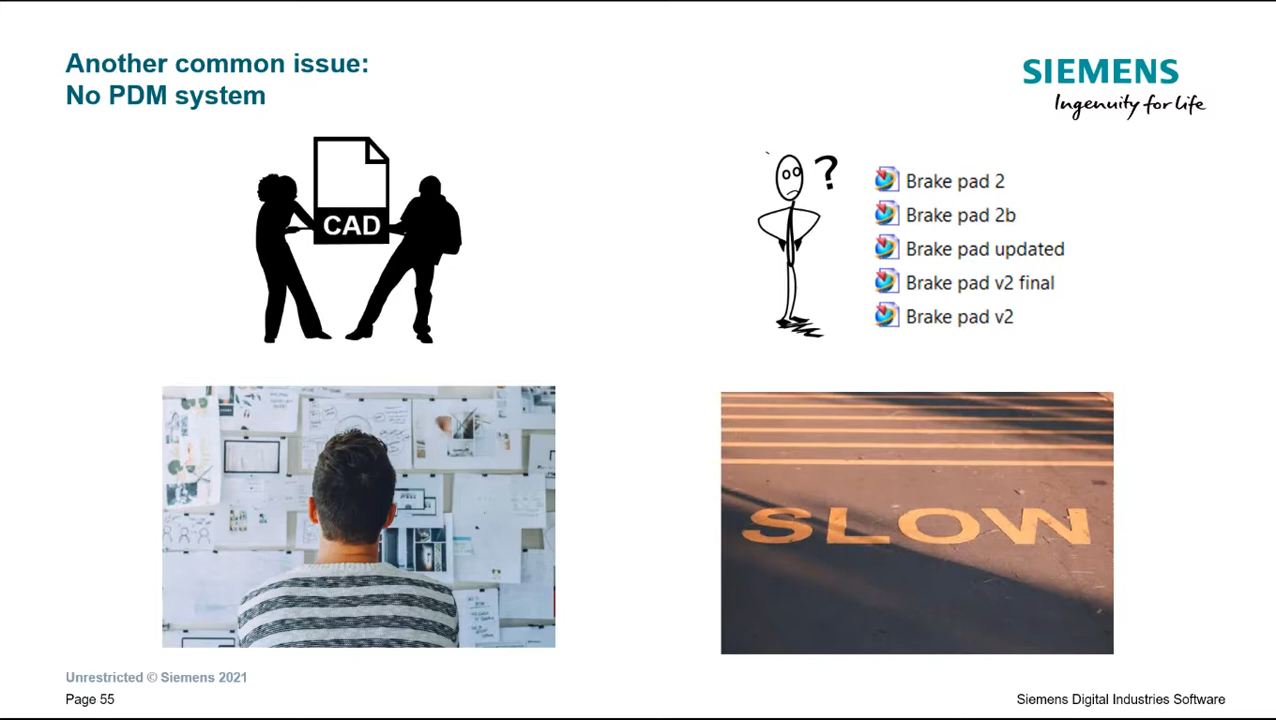 Another common issue:
No PDM system
SIEMENS
Ingenuity for life
CAD
?
Brake pad 2
Brake pad 2b
Brake pad updated
Brake pad v2 final
Brake pad v2
SLOW
Unrestricted © Siemens 2021
Page 55
Siemens Digital Industries Software